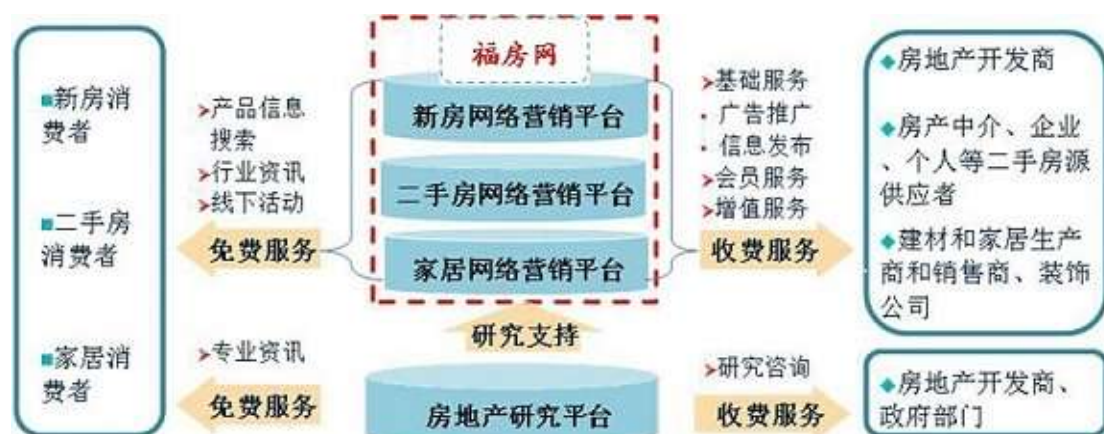 ■新房消
费者
■二手房
消费者
■家居消
费者
➤产品信息
搜索
➤行业资讯
➤线下活动
免费服务
➤专业资讯
免费服务
福房网
新房网络营销平台
二手房网络营销平台
家居网络营销平台
研究支持
房地产研究平台
➤基础服务
• 广告推广
• 信息发布
➤会员服务
➤增值服务
收费服务
➤研究咨询
收费服务
◆房地产开发商
◆房产中介、企业
、个人等二手房源
供应者
◆建材和家居生产
商和销售商、装饰
公司
◆房地产开发商、
政府部门